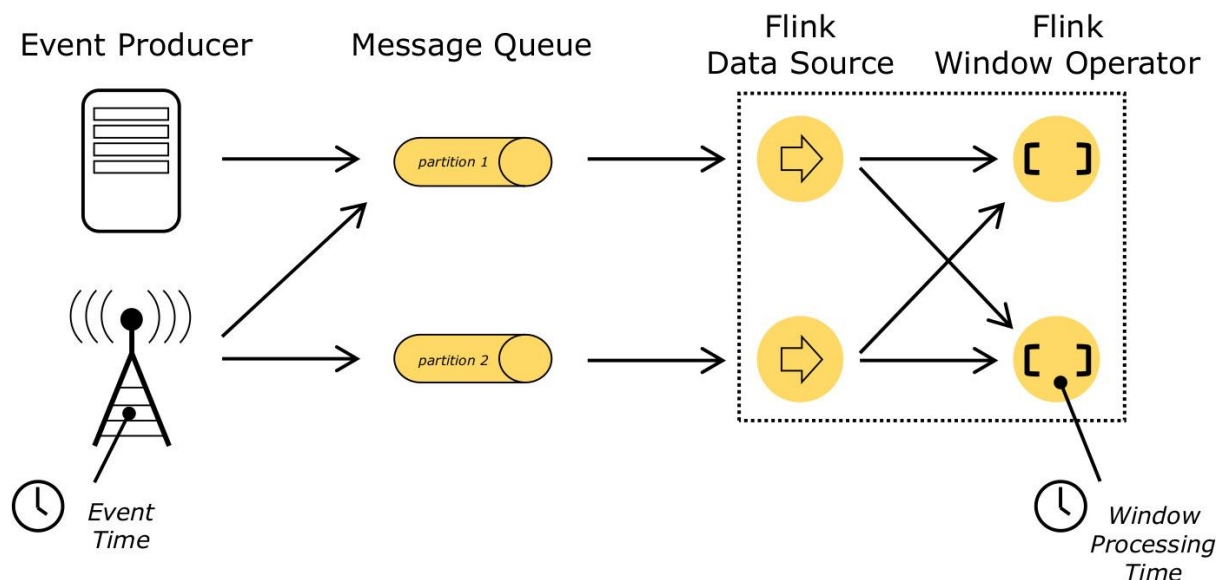 Event Producer
Message Queue
Flink
Data Source
Flink
Window Operator
partition 1
partition 2
Event
Time
Window
Processing
Time